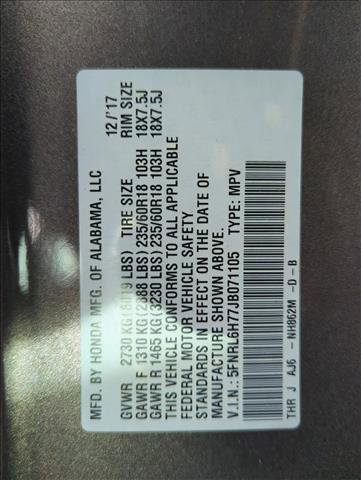 MFD. BY HONDA MFG. OF ALABAMA, LLC 12/'17
GVWR 2730 KG (6019 LBS) TIRE SIZE RIM SIZE
GAWR F 1310 KG (2888 LBS) 235/60R18 103H 18X7.5J
GAWR R 1465 KG (3230 LBS) 235/60R18 103H 18X7.5J
THIS VEHICLE CONFORMS TO ALL APPLICABLE
FEDERAL MOTOR VEHICLE SAFETY
STANDARDS IN EFFECT ON THE DATE OF
MANUFACTURE SHOWN ABOVE.
V.I.N.: 5FNRL6H77JB071105 TYPE: MPV
THR J AJ6 -NH862M -D-B